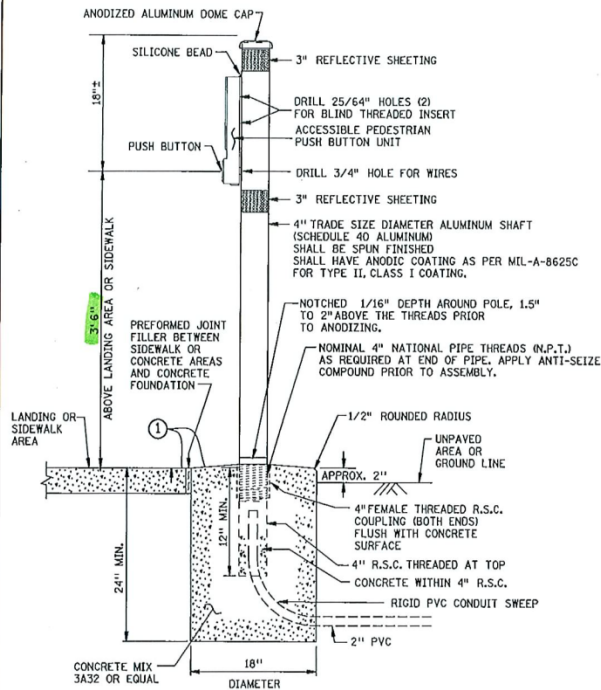 ANODIZED ALUMINUM DOME CAP
SILICONE BEAD
3" REFLECTIVE SHEETING
18"±
DRILL 25/64" HOLES (2)
FOR BLIND THREADED INSERT
ACCESSIBLE PEDESTRIAN
PUSH BUTTON UNIT
PUSH BUTTON
DRILL 3/4" HOLE FOR WIRES
3" REFLECTIVE SHEETING
4" TRADE SIZE DIAMETER ALUMINUM SHAFT
(SCHEDULE 40 ALUMINUM)
SHALL BE SPUN FINISHED
SHALL HAVE ANODIC COATING AS PER MIL-A-8625C
FOR TYPE II, CLASS I COATING.
3'6"
ABOVE LANDING AREA OR SIDEWALK
PREFORMED JOINT
FILLER BETWEEN
SIDEWALK OR
CONCRETE AREAS
AND CONCRETE
FOUNDATION
NOTCHED 1/16" DEPTH AROUND POLE, 1.5"
TO 2" ABOVE THE THREADS PRIOR
TO ANODIZING.
NOMINAL 4" NATIONAL PIPE THREADS (N.P.T.)
AS REQUIRED AT END OF PIPE. APPLY ANTI-SEIZE
COMPOUND PRIOR TO ASSEMBLY.
LANDING OR
SIDEWALK
AREA
1
1/2" ROUNDED RADIUS
UNPAVED
AREA OR
GROUND LINE
APPROX. 2"
4" FEMALE THREADED R.S.C.
COUPLING (BOTH ENDS)
FLUSH WITH CONCRETE
SURFACE
12" MIN.
24" MIN.
4" R.S.C. THREADED AT TOP
CONCRETE WITHIN 4" R.S.C.
RIGID PVC CONDUIT SWEEP
2" PVC
CONCRETE MIX
3A32 OR EQUAL
18"
DIAMETER